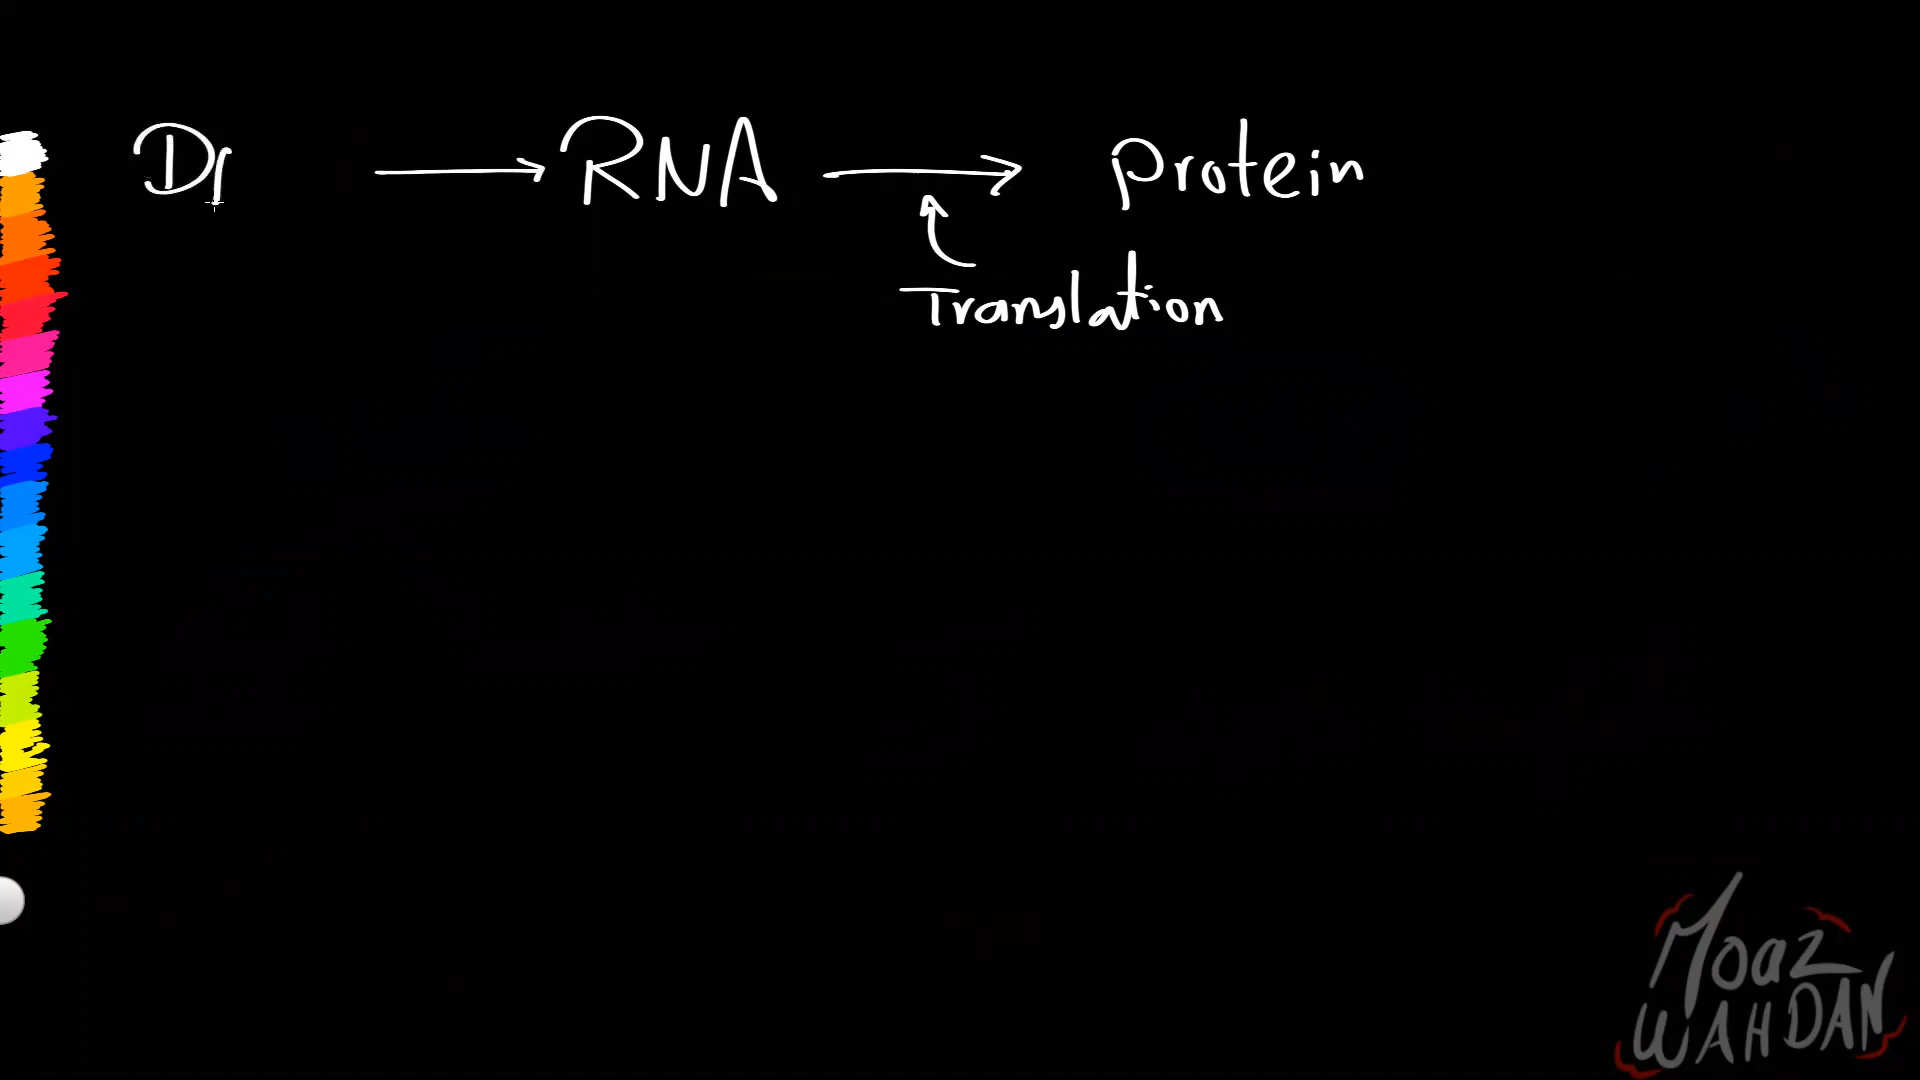 D → RNA → protein
Translation
MOAZ
WAHDAN